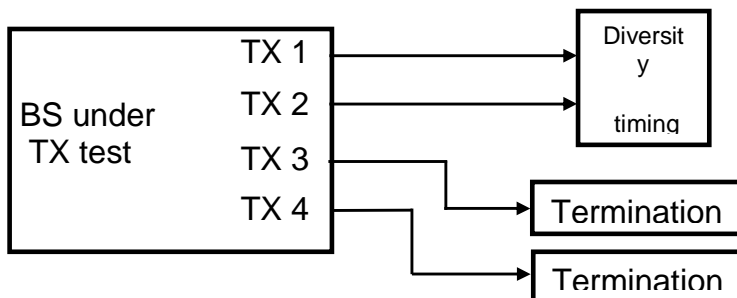 TX 1
TX 2
TX 3
TX 4
BS under
TX test
Diversit
y
timing
Termination
Termination